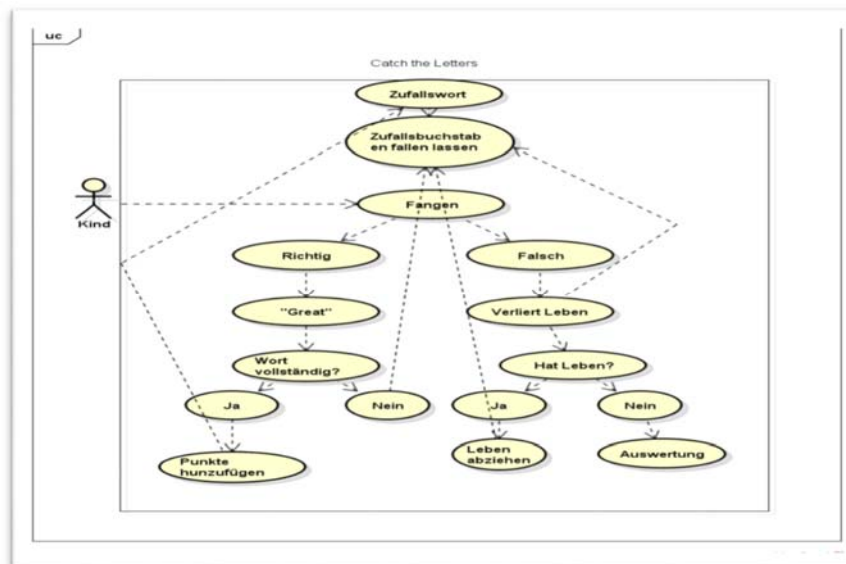 uc
Catch the Letters
Zufallswort
Zufallsbuchstab
en fallen lassen
Kind
Fangen
Richtig
Falsch
"Great"
Verliert Leben
Wort
vollständig?
Hat Leben?
Ja
Nein
Ja
Nein
Punkte
hunzufügen
Leben
abziehen
Auswertung